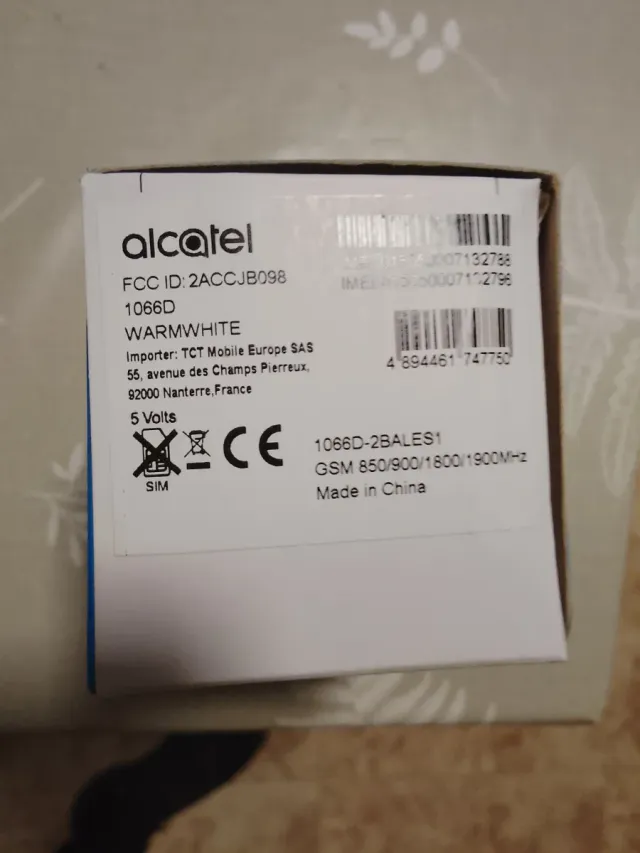 alcatel
FCC ID: 2ACCJB098
1066D
WARMWHITE
Importer: TCT Mobile Europe SAS
55, avenue des Champs Pierreux,
92000 Nanterre,France
5 Volts
SIM
CE
4 894461 747750
1066D-2BALES1
GSM 850/900/1800/1900MHz
Made in China